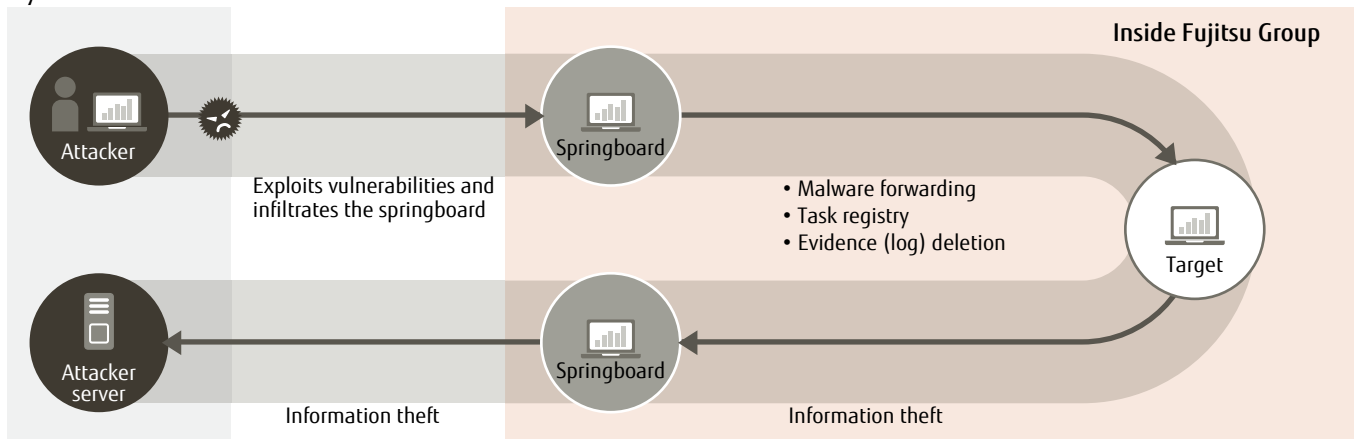 Inside Fujitsu Group
Attacker
Springboard
Exploits vulnerabilities and
infiltrates the springboard
• Malware forwarding
• Task registry
• Evidence (log) deletion
Target
Attacker
server
Springboard
Information theft
Information theft